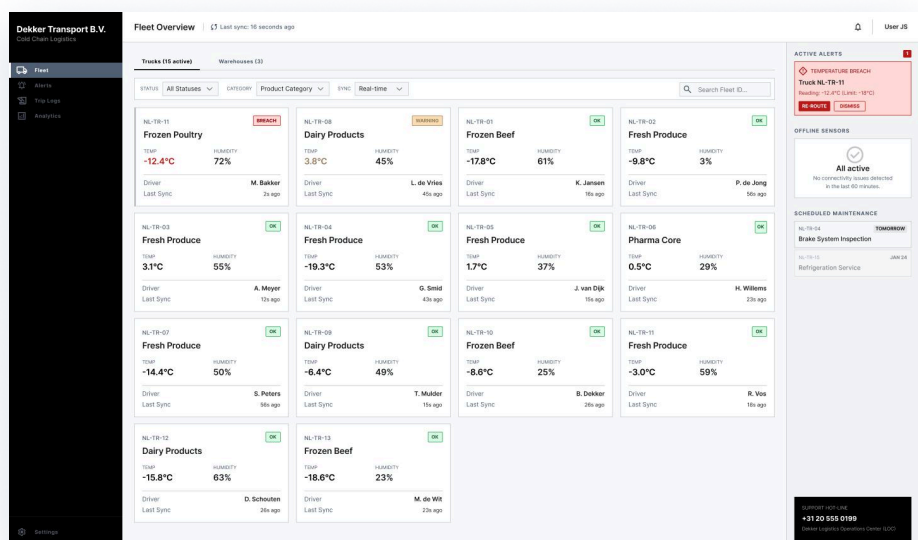 Dekker Transport B.V.
Cold Chain Logistics
Fleet
Alerts
Trip Logs
Analytics
Settings
Fleet Overview
Last sync: 16 seconds ago
User JS
Trucks (15 active)
Warehouses (3)
STATUS All Statuses
CATEGORY Product Category
SYNC Real-time
Search Fleet ID...
NL-TR-11 BREACH
Frozen Poultry
TEMP HUMIDITY
-12.4°C 72%
Driver M. Bakker
Last Sync 2s ago
NL-TR-08 WARNING
Dairy Products
TEMP HUMIDITY
3.8°C 45%
Driver L. de Vries
Last Sync 45s ago
NL-TR-01 OK
Frozen Beef
TEMP HUMIDITY
-17.8°C 61%
Driver K. Jansen
Last Sync 16s ago
NL-TR-02 OK
Fresh Produce
TEMP HUMIDITY
-9.8°C 3%
Driver P. de Jong
Last Sync 56s ago
NL-TR-03 OK
Fresh Produce
TEMP HUMIDITY
3.1°C 55%
Driver A. Meyer
Last Sync 12s ago
NL-TR-04 OK
Fresh Produce
TEMP HUMIDITY
-19.3°C 53%
Driver G. Smid
Last Sync 43s ago
NL-TR-05 OK
Fresh Produce
TEMP HUMIDITY
1.7°C 37%
Driver J. van Dijk
Last Sync 15s ago
NL-TR-06 OK
Pharma Core
TEMP HUMIDITY
0.5°C 29%
Driver H. Willems
Last Sync 23s ago
NL-TR-07 OK
Fresh Produce
TEMP HUMIDITY
-14.4°C 50%
Driver S. Peters
Last Sync 56s ago
NL-TR-09 OK
Dairy Products
TEMP HUMIDITY
-6.4°C 49%
Driver T. Mulder
Last Sync 15s ago
NL-TR-10 OK
Frozen Beef
TEMP HUMIDITY
-8.6°C 25%
Driver B. Dekker
Last Sync 26s ago
NL-TR-11 OK
Fresh Produce
TEMP HUMIDITY
-3.0°C 59%
Driver R. Vos
Last Sync 16s ago
NL-TR-12 OK
Dairy Products
TEMP HUMIDITY
-15.8°C 63%
Driver D. Schouten
Last Sync 26s ago
NL-TR-13 OK
Frozen Beef
TEMP HUMIDITY
-18.6°C 23%
Driver M. de Wit
Last Sync 23s ago
ACTIVE ALERTS 1
TEMPERATURE BREACH
Truck NL-TR-11
Reading: -12.4°C (Limit: -18°C)
RE-ROUTE DISMISS
OFFLINE SENSORS
All active
No connectivity issues detected
in the last 60 minutes.
SCHEDULED MAINTENANCE
NL-TR-04 TOMORROW
Brake System Inspection
JAN 24
Refrigeration Service
SUPPORT HOT-LINE
+31 20 555 0199
Dekker Logistics Operations Center (LOC)